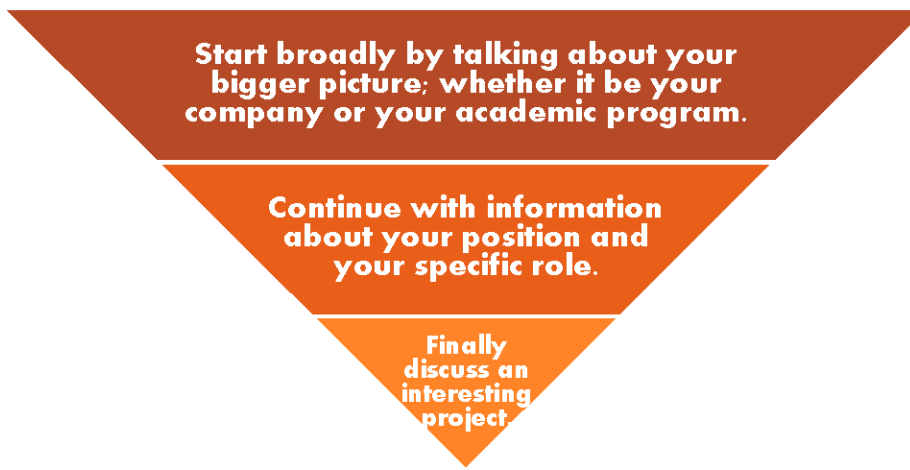 Start broadly by talking about your
bigger picture; whether it be your
company or your academic program.
Continue with information
about your position and
your specific role.
Finally
discuss an
interesting
project.